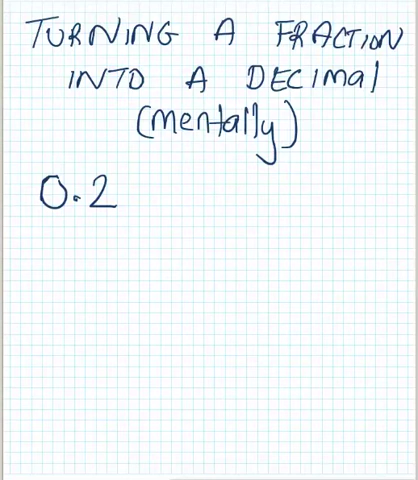 TURNING A FRACTION
INTO A DECIMAL
(mentally)
0.2